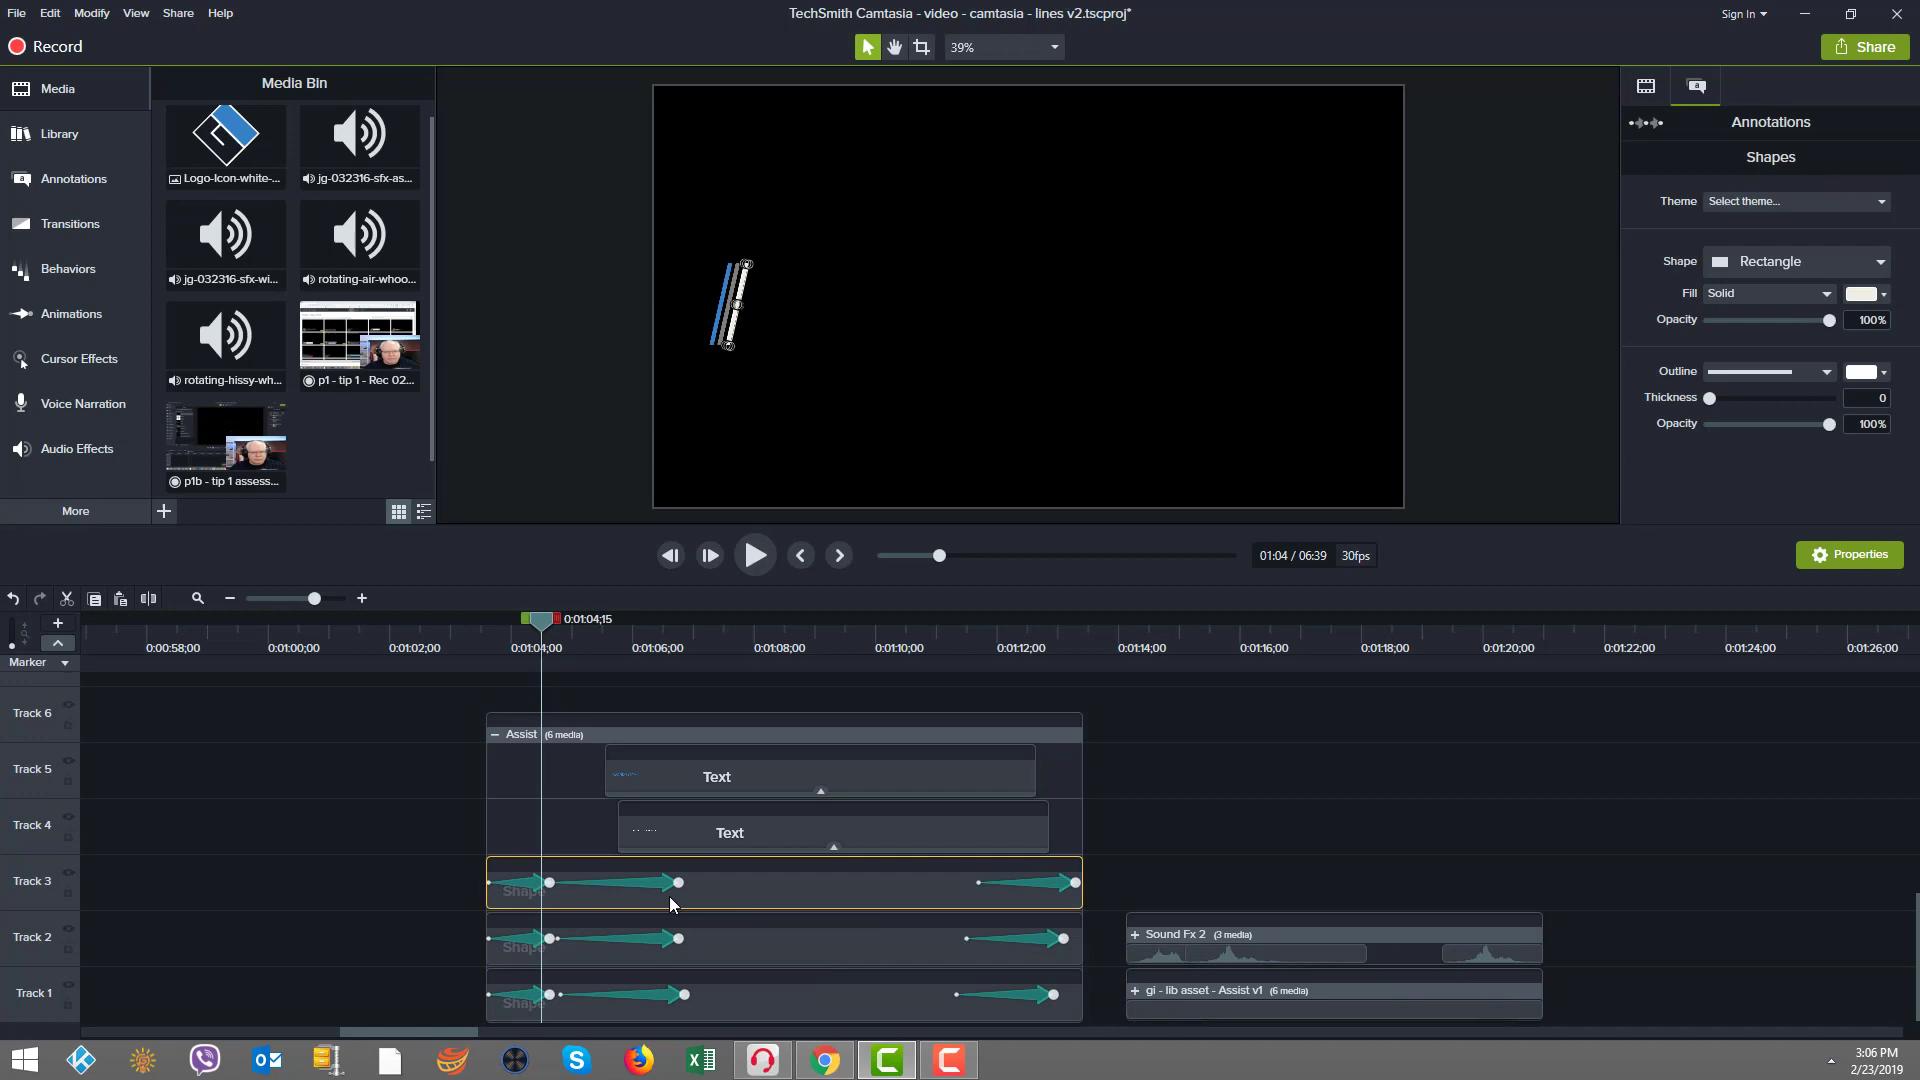 File Edit Modify View Share Help
TechSmith Camtasia - video - camtasia - lines v2.tscproj*
Sign In
Record
39%
Share
Media
Library
Annotations
Transitions
Behaviors
Animations
Cursor Effects
Voice Narration
Audio Effects
More
Media Bin
Logo-Icon-white-...
jg-032316-sfx-as...
jg-032316-sfx-wi...
rotating-air-whoo...
rotating-hissy-wh...
p1 - tip 1 - Rec 02...
p1b - tip 1 assess...
Annotations
Shapes
Theme Select theme...
Shape Rectangle
Fill Solid
Opacity 100%
Outline
Thickness 0
Opacity 100%
01:04 / 06:39 30fps
Properties
0:01:04;15
0:00:58;00 0:01:00;00 0:01:02;00 0:01:04;00 0:01:06;00 0:01:08;00 0:01:10;00 0:01:12;00 0:01:14;00 0:01:16;00 0:01:18;00 0:01:20;00 0:01:22;00 0:01:24;00 0:01:26;00
Marker
Track 6
Assist (6 media)
Track 5
Text
Track 4
Text
Track 3
Shape
Track 2
Shape
Sound Fx 2 (3 media)
Track 1
Shape
gi - lib asset - Assist v1 (6 media)
3:06 PM
2/23/2019